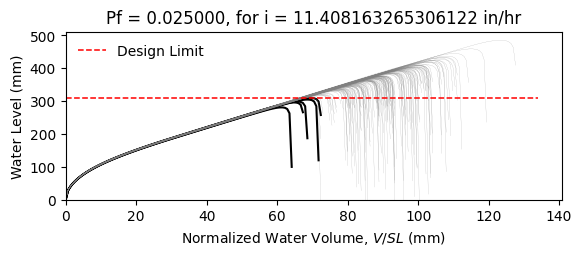 Pf = 0.025000, for i = 11.408163265306122 in/hr
Water Level (mm)
500
400
300
200
100
0
Design Limit
0 20 40 60 80 100 120 140
Normalized Water Volume, V/SL (mm)